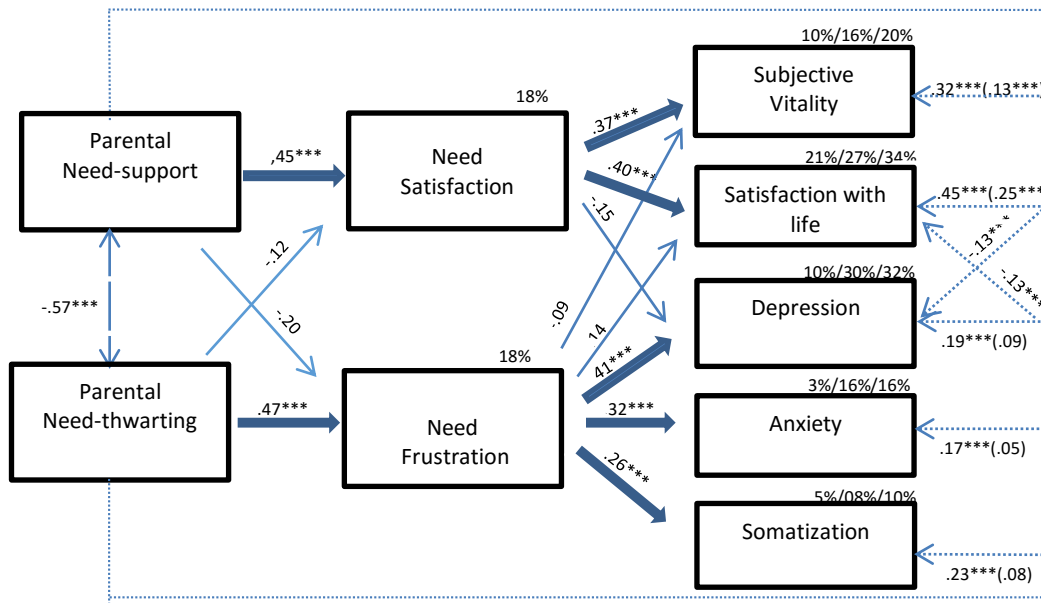 10%/16%/20%
Subjective
Vitality
.32***(.13***
18%
.37***
Parental
Need-support
,45***
Need
Satisfaction
21%/27%/34%
.40***
Satisfaction with
life
.45***(.25***
-.15
-.12
-.13***
-.13***
10%/30%/32%
-.57***
-.20
-.09
.14
Depression
.19***(.09)
18%
41***
Parental
Need-thwarting
.47***
Need
Frustration
3%/16%/16%
32***
Anxiety
.17***(.05)
.26***
5%/08%/10%
Somatization
.23***(.08)